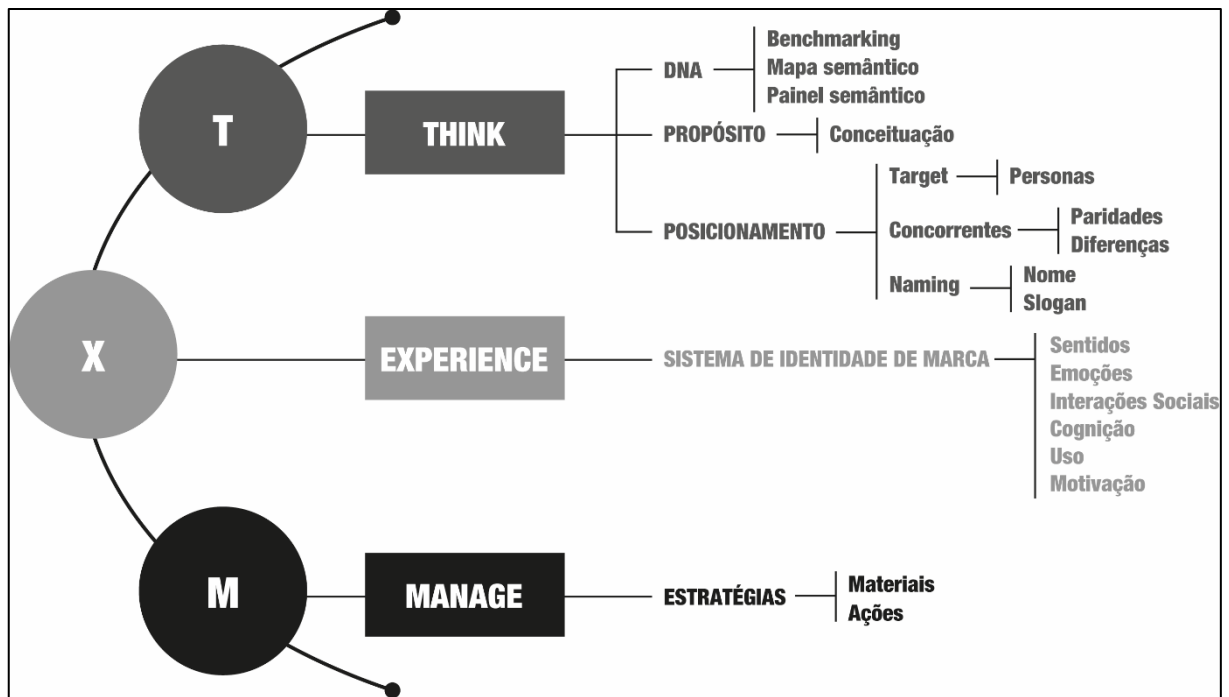 T
THINK
DNA
Benchmarking
Mapa semântico
Painel semântico
PROPÓSITO
Conceituação
POSICIONAMENTO
Target
Personas
Concorrentes
Paridades
Diferenças
Naming
Nome
Slogan
X
EXPERIENCE
SISTEMA DE IDENTIDADE DE MARCA
Sentidos
Emoções
Interações Sociais
Cognição
Uso
Motivação
M
MANAGE
ESTRATÉGIAS
Materiais
Ações